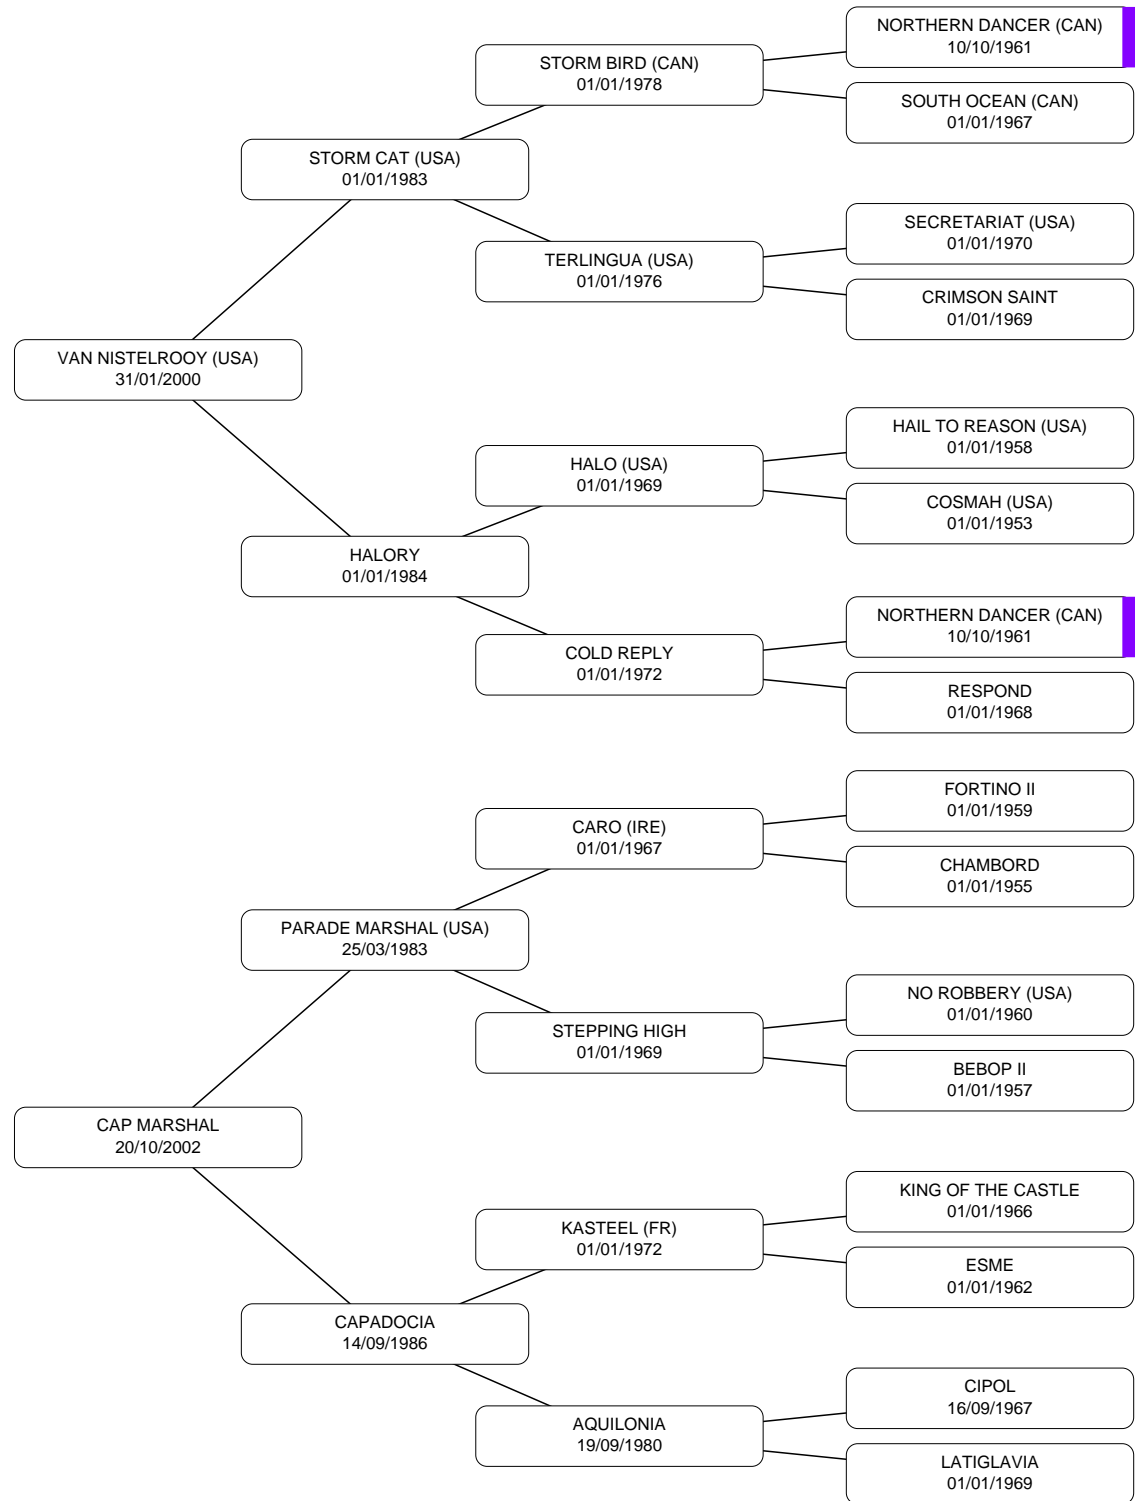 NORTHERN DANCER (CAN)
10/10/1961
STORM BIRD (CAN)
01/01/1978
SOUTH OCEAN (CAN)
01/01/1967
STORM CAT (USA)
01/01/1983
SECRETARIAT (USA)
01/01/1970
TERLINGUA (USA)
01/01/1976
CRIMSON SAINT
01/01/1969
VAN NISTELROOY (USA)
31/01/2000
HAIL TO REASON (USA)
01/01/1958
HALO (USA)
01/01/1969
COSMAH (USA)
01/01/1953
HALORY
01/01/1984
NORTHERN DANCER (CAN)
10/10/1961
COLD REPLY
01/01/1972
RESPOND
01/01/1968
FORTINO II
01/01/1959
CARO (IRE)
01/01/1967
CHAMBORD
01/01/1955
PARADE MARSHAL (USA)
25/03/1983
NO ROBBERY (USA)
01/01/1960
STEPPING HIGH
01/01/1969
BEBOP II
01/01/1957
CAP MARSHAL
20/10/2002
KING OF THE CASTLE
01/01/1966
KASTEEL (FR)
01/01/1972
ESME
01/01/1962
CAPADOCIA
14/09/1986
CIPOL
16/09/1967
AQUILONIA
19/09/1980
LATIGLAVIA
01/01/1969